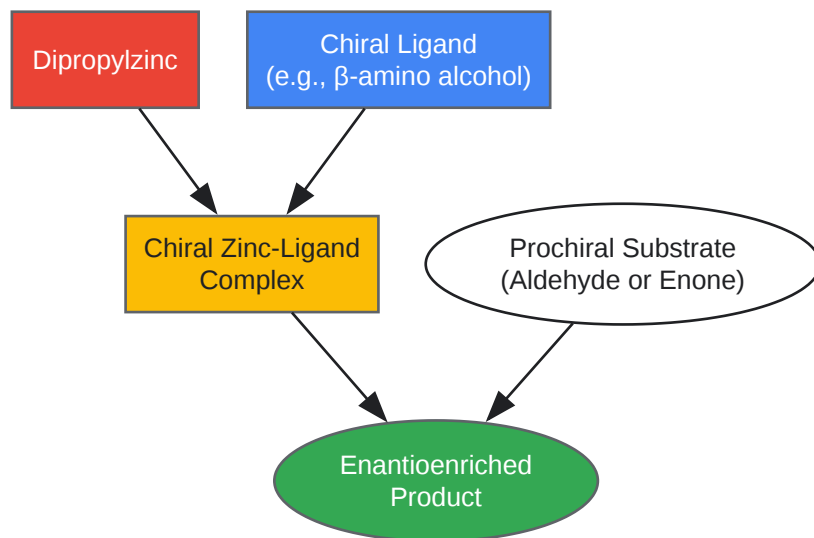 Dipropylzinc
Chiral Ligand
(e.g., β-amino alcohol)
Chiral Zinc-Ligand
Complex
Prochiral Substrate
(Aldehyde or Enone)
Enantioenriched
Product